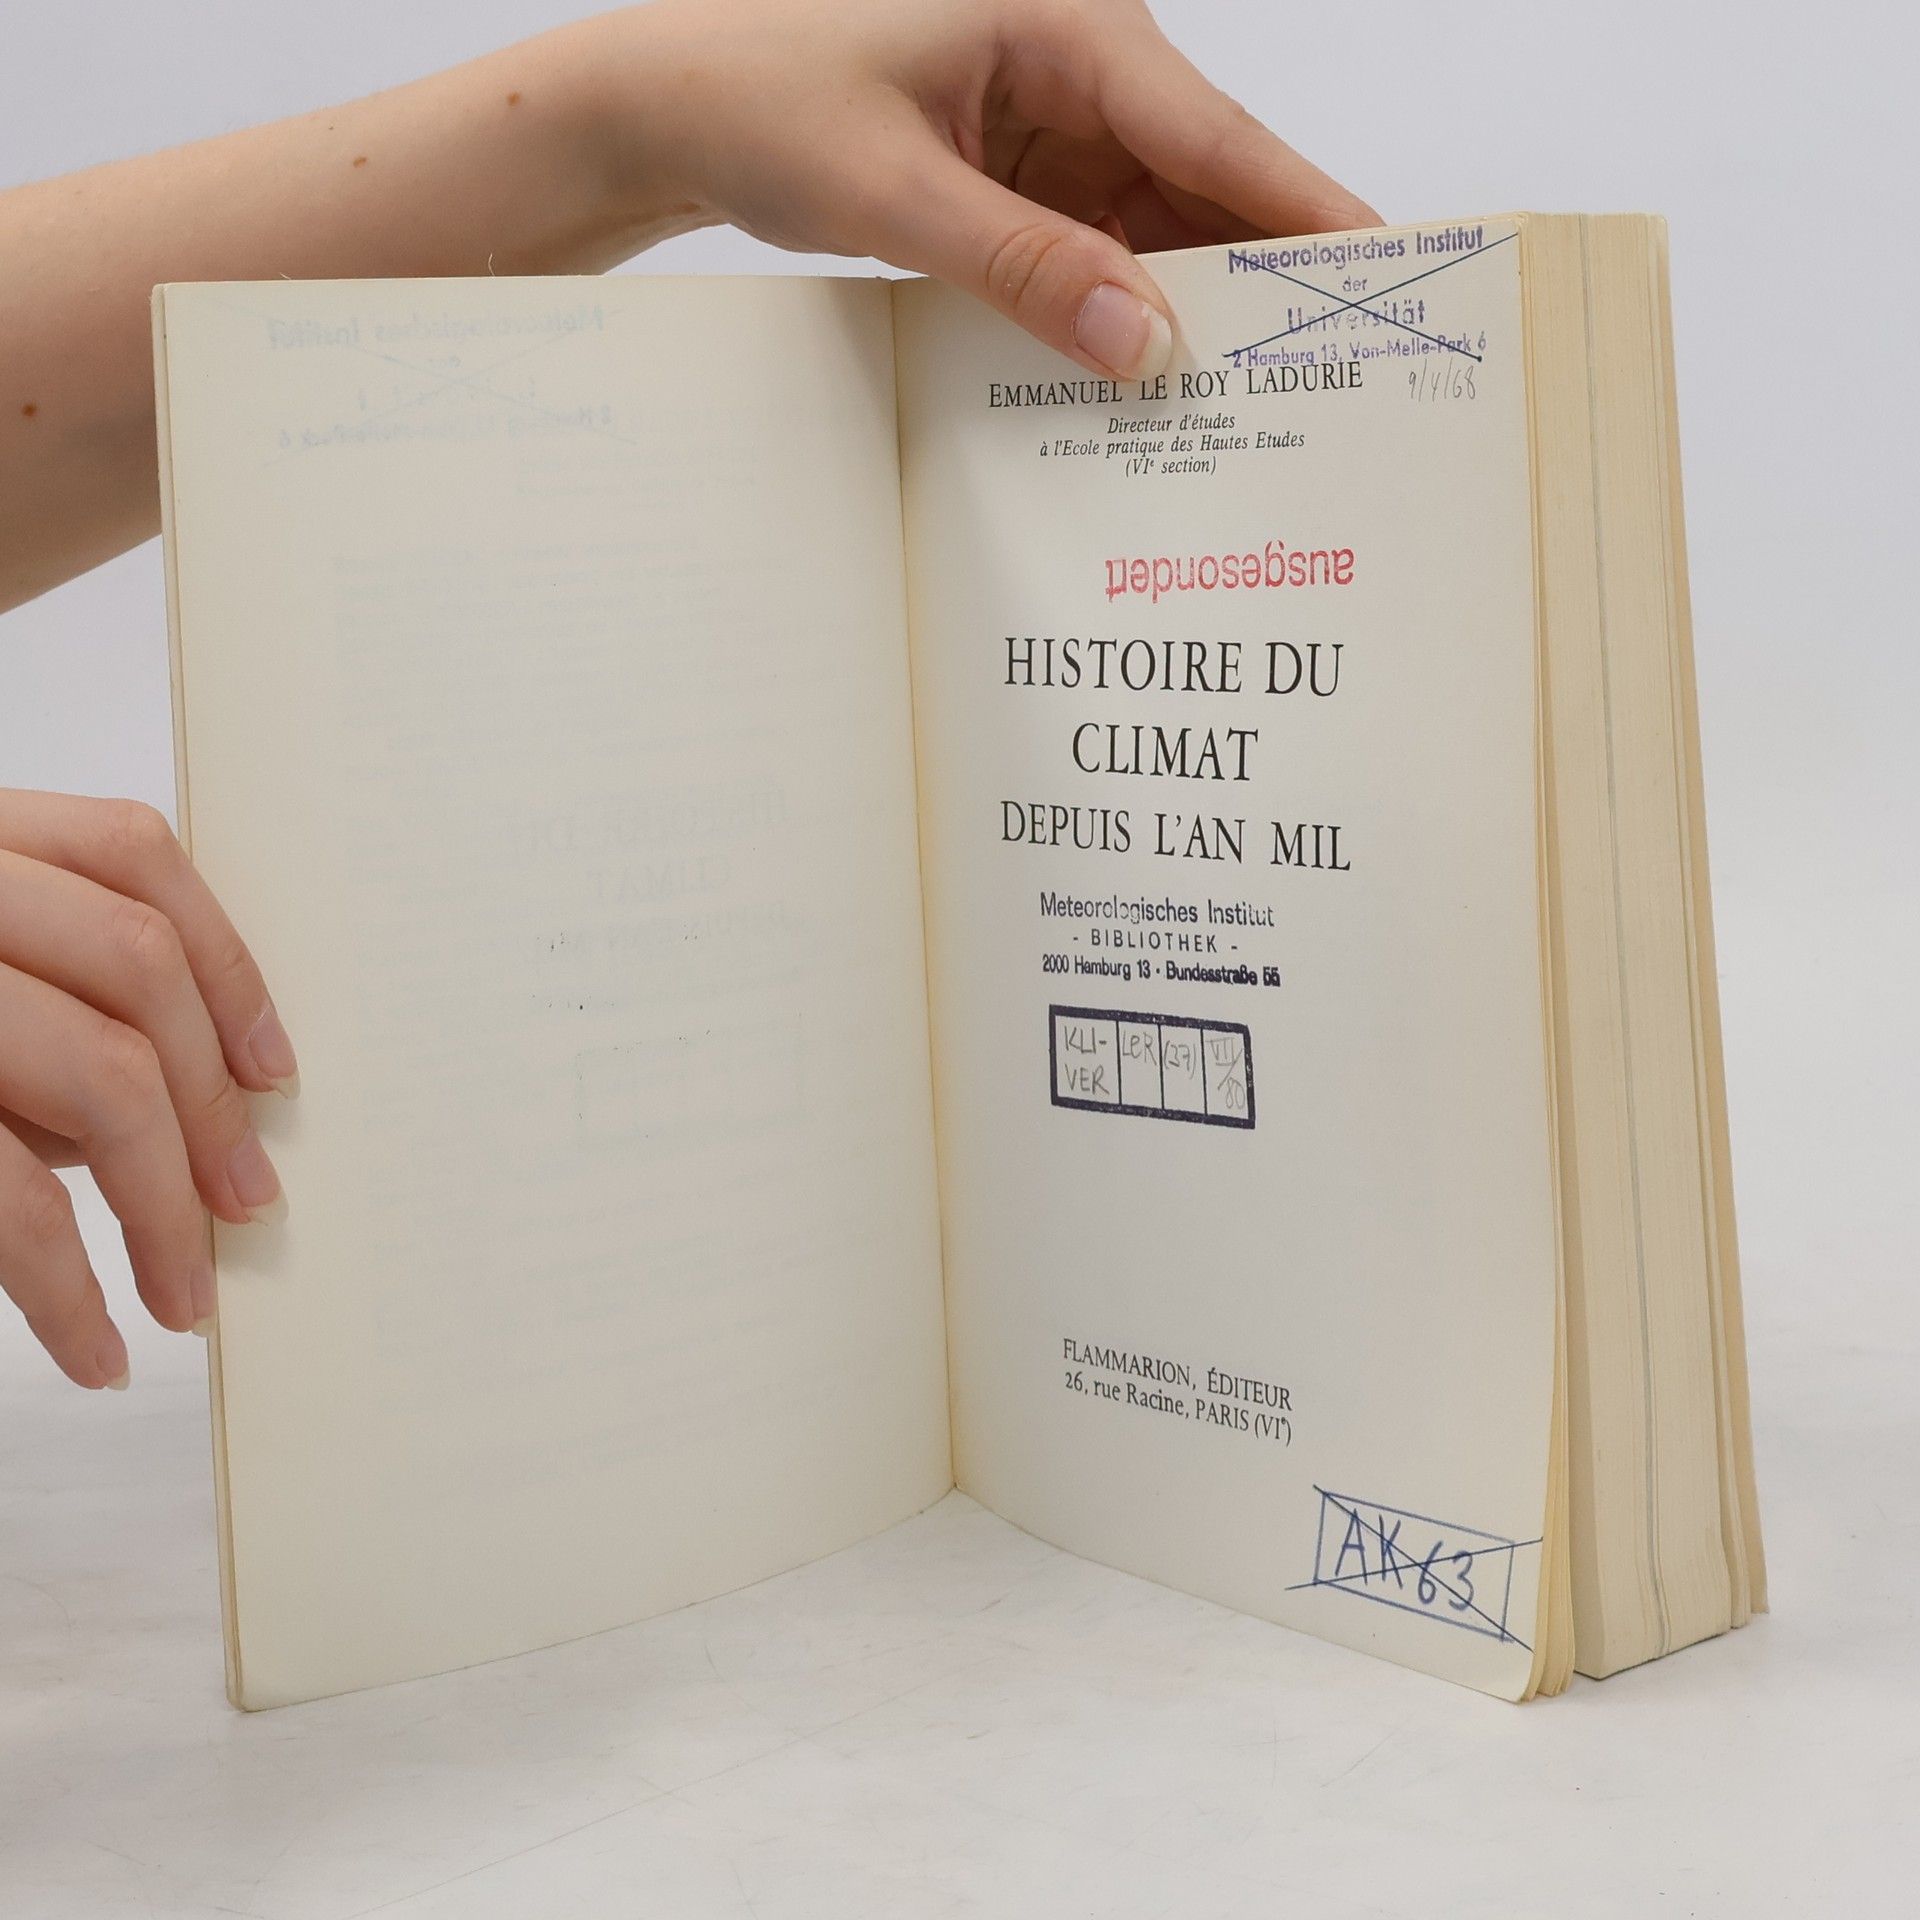 Meteorologisches Institut
der
Universität
2 Hamburg 13, Von-Melle-Park 6
9/4/68
EMMANUEL LE ROY LADURIE
Directeur d'études
à l'Ecole pratique des Hautes Etudes
(VIe section)
ausgesondert
HISTOIRE DU
CLIMAT
DEPUIS L'AN MIL
Meteorologisches Institut
- BIBLIOTHEK -
2000 Hamburg 13 · Bundesstraße 55
KLI-
VER
LER
(37)
VII/80
FLAMMARION, ÉDITEUR
26, rue Racine, PARIS (VIe)
AK 63